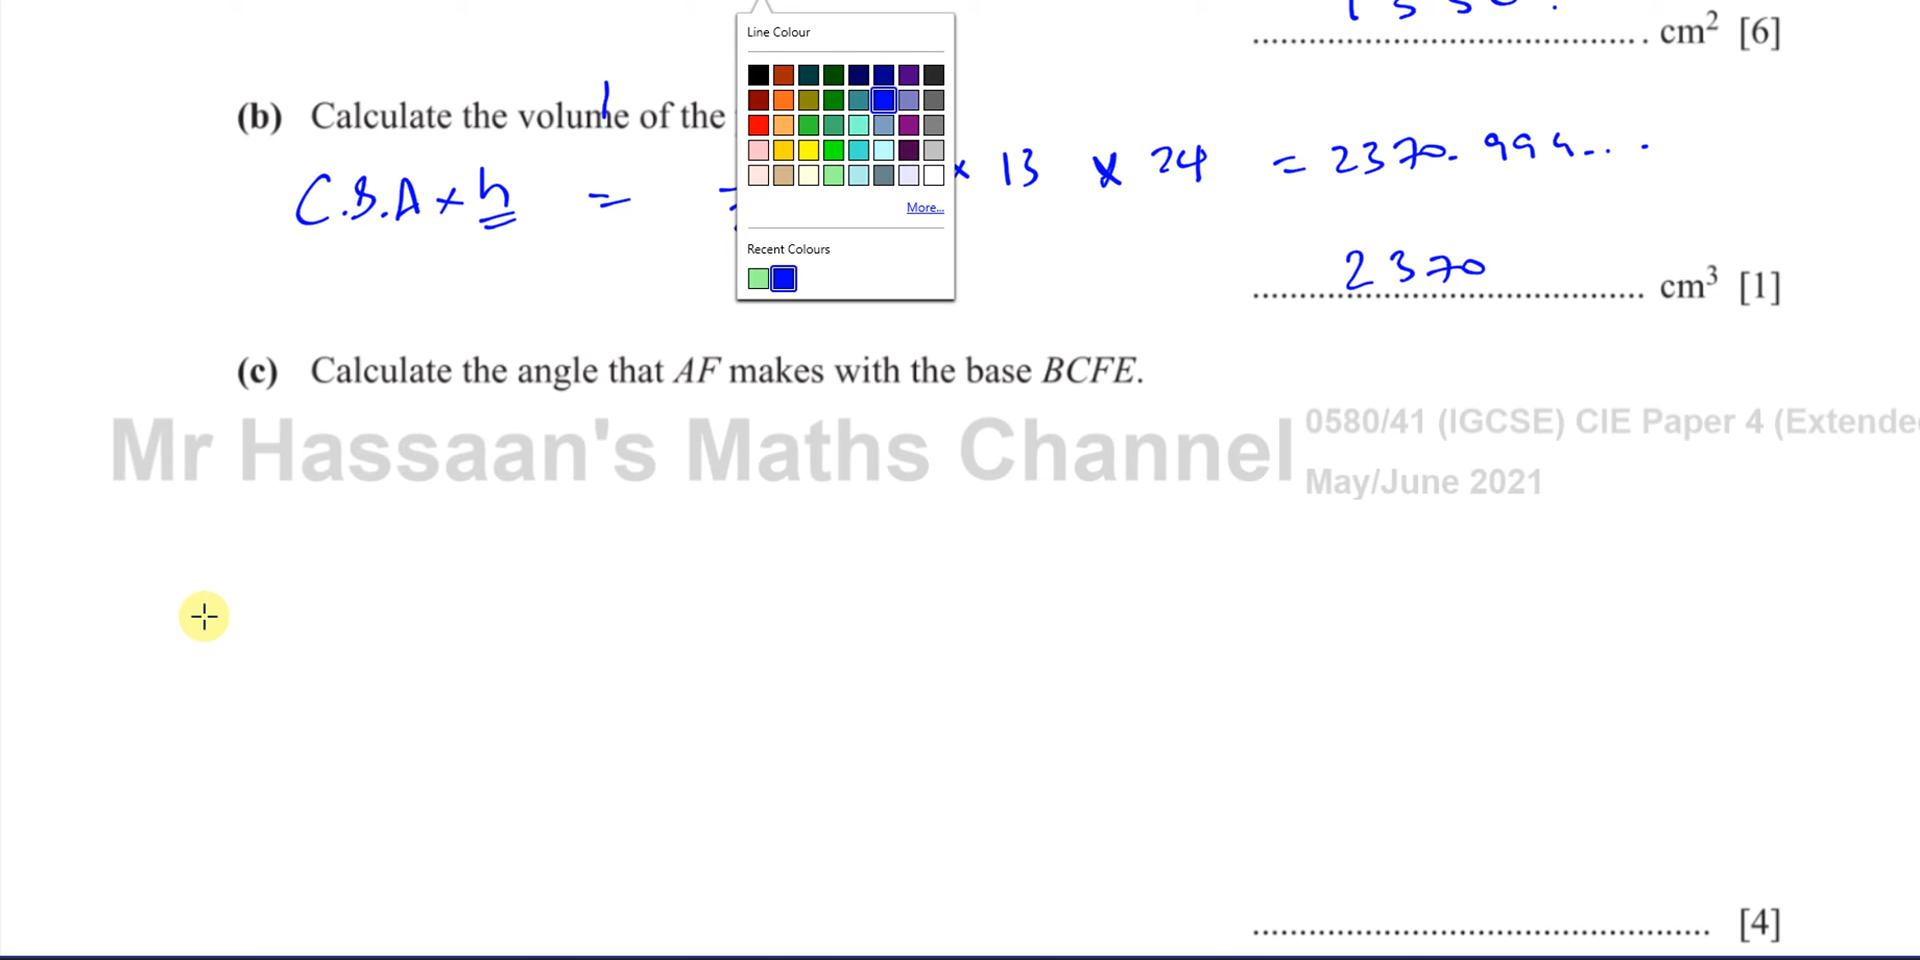 cm² [6]
Line Colour
(b) Calculate the volume of the
C.S.A × h = × 13 × 24 = 2370.999...
More...
Recent Colours
2370 cm³ [1]
(c) Calculate the angle that AF makes with the base BCFE.
Mr Hassaan's Maths Channel
0580/41 (IGCSE) CIE Paper 4 (Extende
May/June 2021
[4]